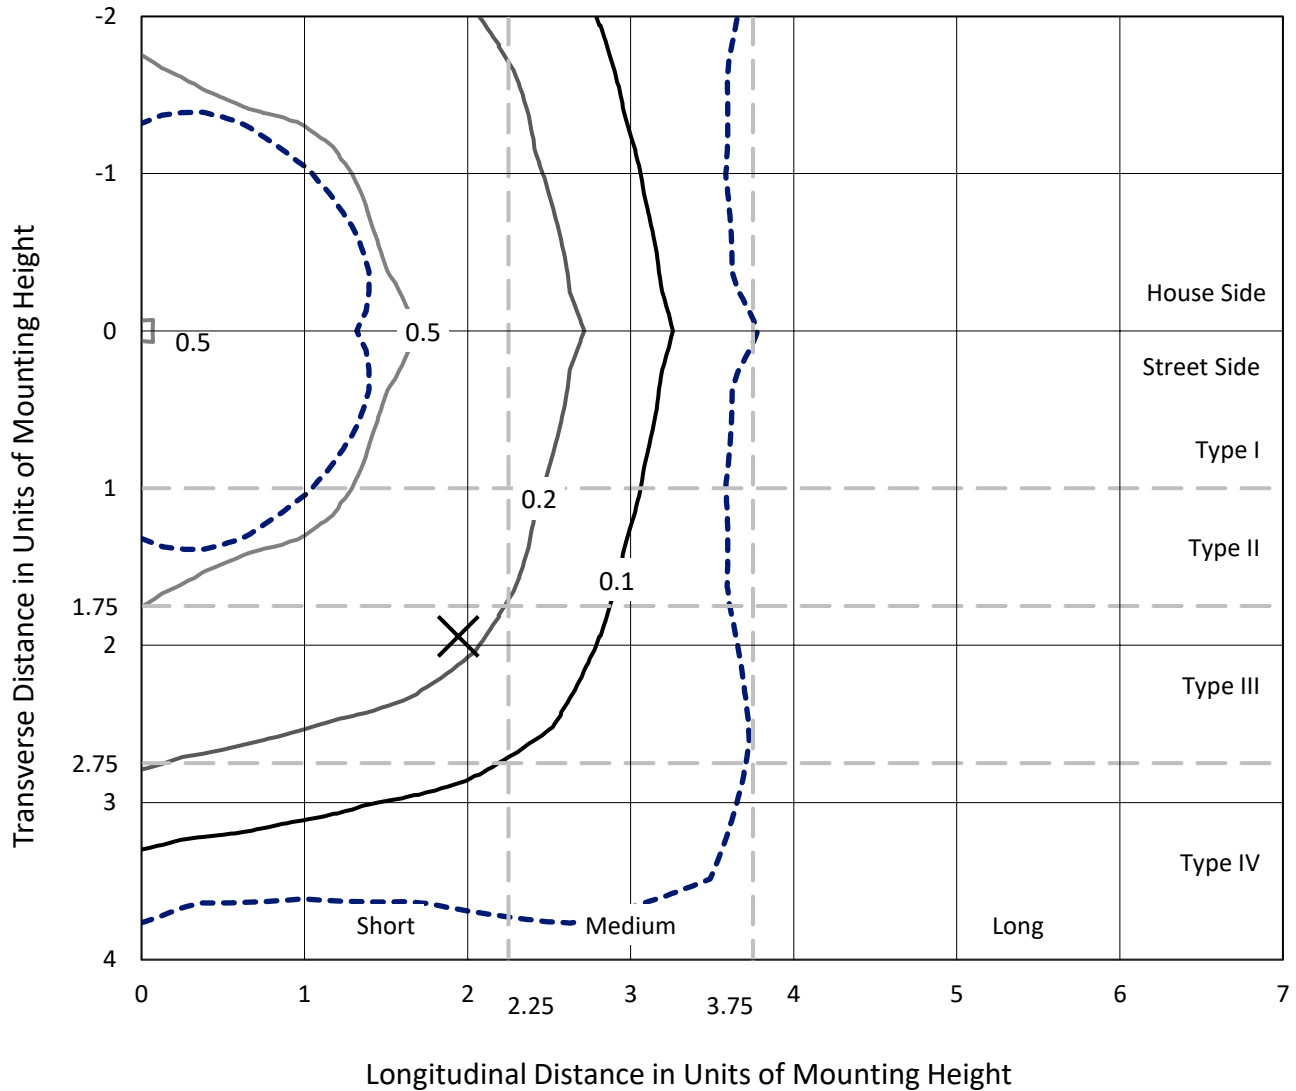 -2
-1
House Side
0
0.5
0.5
Street Side
Type I
1
0.2
Type II
0.1
1.75
2
Type III
2.75
3
Type IV
Short
Medium
Long
4
0
1
2
2.25
3
3.75
4
5
6
7
Transverse Distance in Units of Mounting Height
Longitudinal Distance in Units of Mounting Height